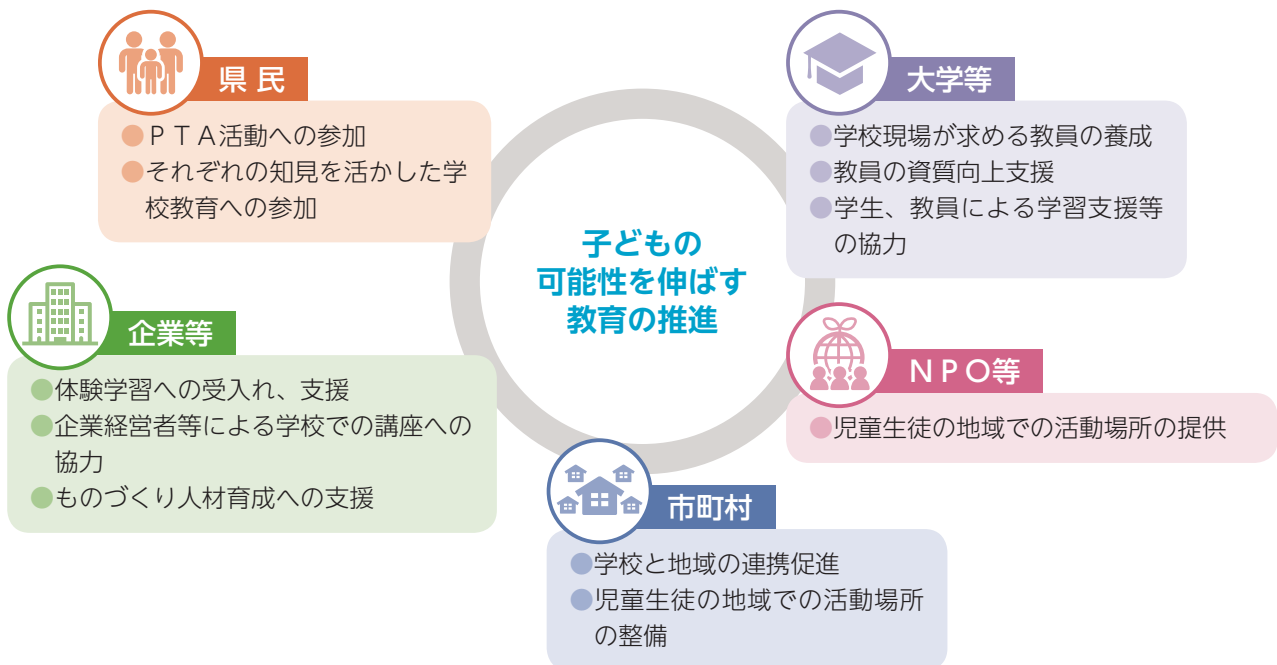 県 民
●ＰＴＡ活動への参加
●それぞれの知見を活かした学
校教育への参加
大学等
●学校現場が求める教員の養成
●教員の資質向上支援
●学生、教員による学習支援等
の協力
子どもの
可能性を伸ばす
教育の推進
企業等
●体験学習への受入れ、支援
●企業経営者等による学校での講座への
協力
●ものづくり人材育成への支援
ＮＰＯ等
●児童生徒の地域での活動場所の提供
市町村
●学校と地域の連携促進
●児童生徒の地域での活動場所
の整備